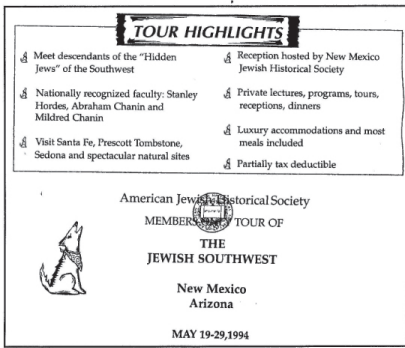 TOUR HIGHLIGHTS
Meet descendants of the "Hidden
Jews" of the Southwest
Nationally recognized faculty: Stanley
Hordes, Abraham Chanin and
Mildred Chanin
Visit Santa Fe, Prescott Tombstone,
Sedona and spectacular natural sites
Reception hosted by New Mexico
Jewish Historical Society
Private lectures, programs, tours,
receptions, dinners
Luxury accommodations and most
meals included
Partially tax deductible
American Jewish Historical Society
MEMBERS TOUR OF
THE
JEWISH SOUTHWEST
New Mexico
Arizona
MAY 19-29,1994